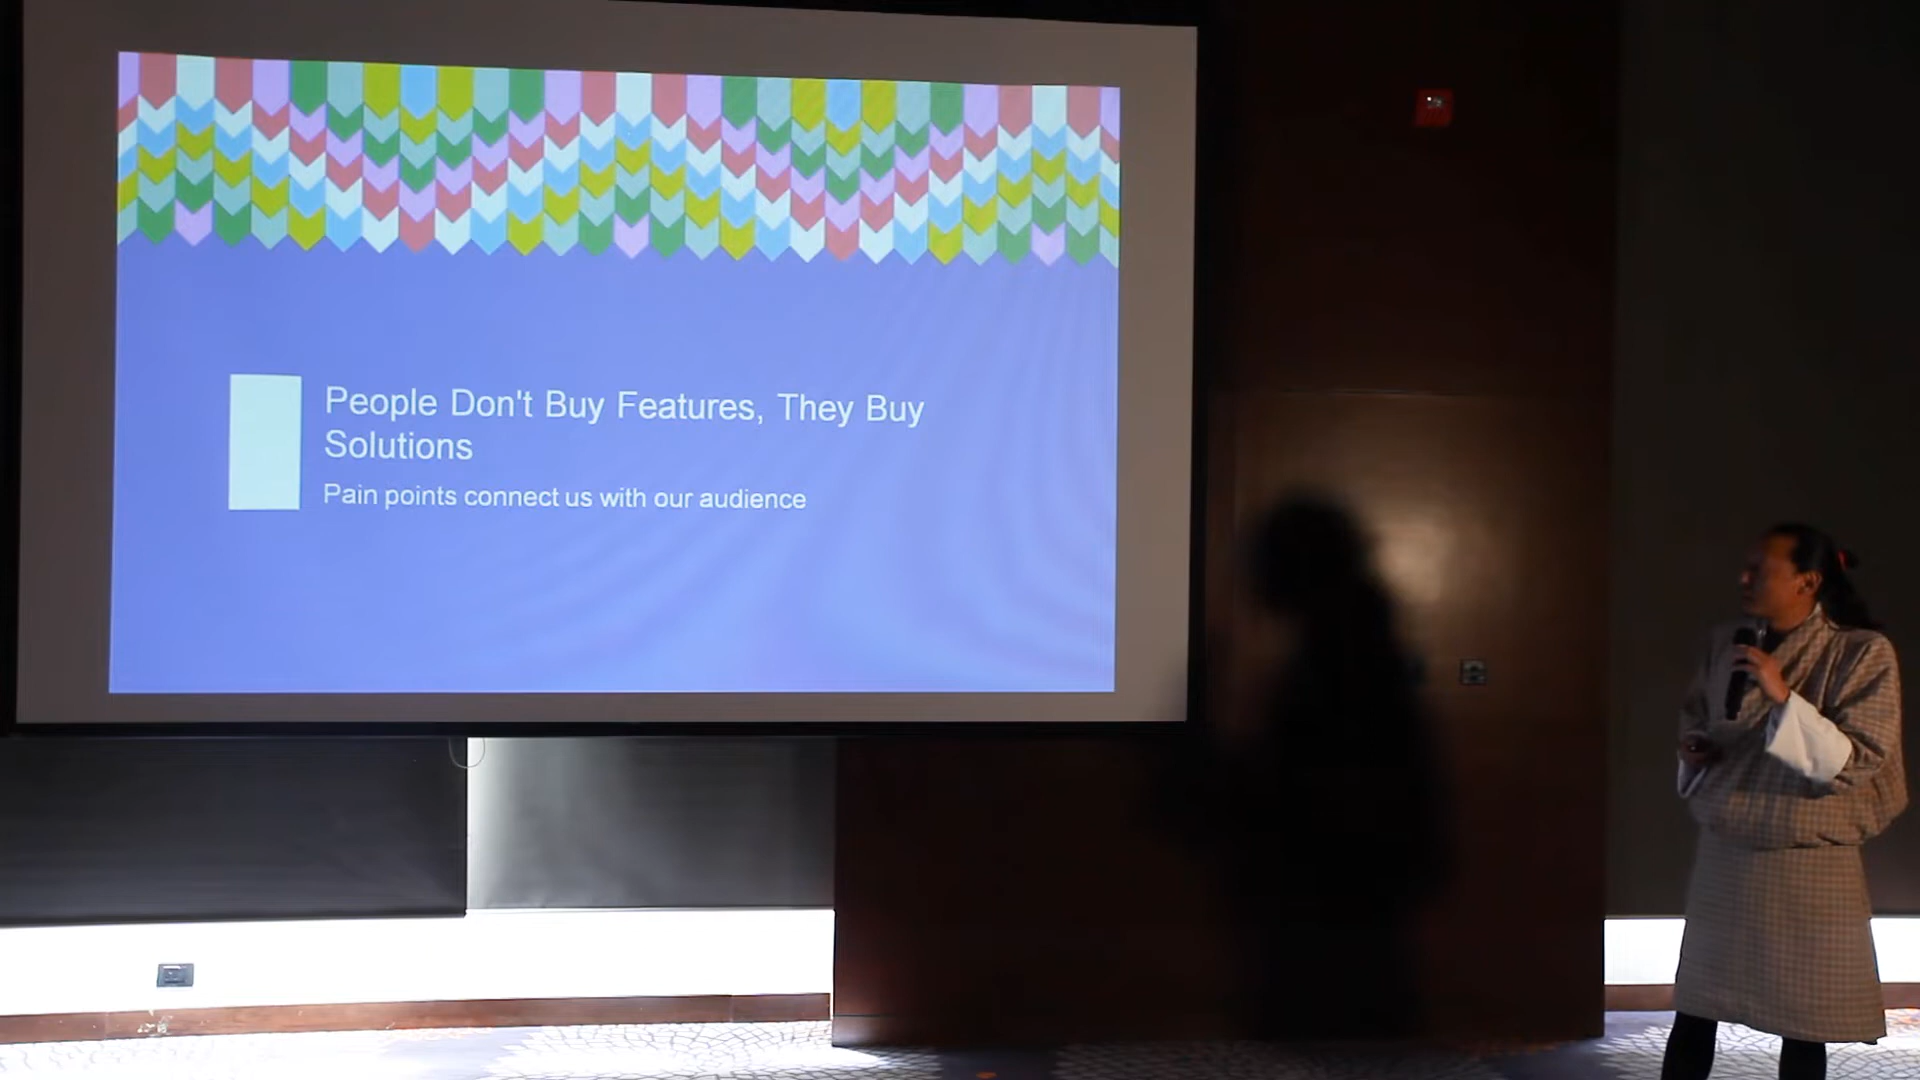 People Don't Buy Features, They Buy
Solutions
Pain points connect us with our audience